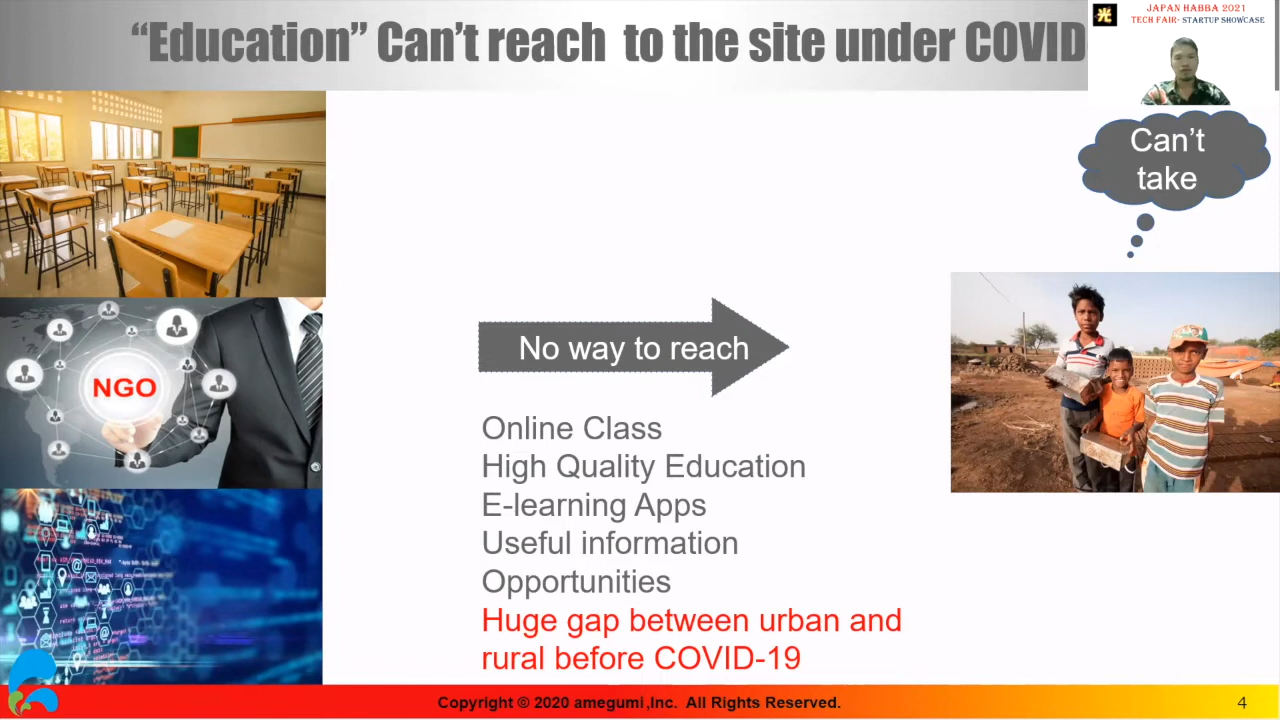 “Education” Can’t reach to the site under COVID
JAPAN HABBA 2021
TECH FAIR- STARTUP SHOWCASE
光
Can’t
take
NGO
No way to reach
Online Class
High Quality Education
E-learning Apps
Useful information
Opportunities
Huge gap between urban and
rural before COVID-19
Copyright © 2020 amegumi,Inc. All Rights Reserved.
4